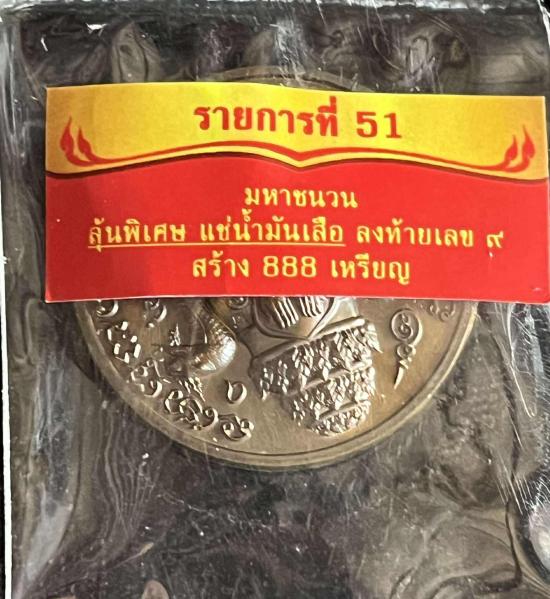 รายการที่ 51
มหาชนวน
ลุ้นพิเศษ แช่น้ำมันเสือ ลงท้ายเลข ๙
สร้าง 888 เหรียญ